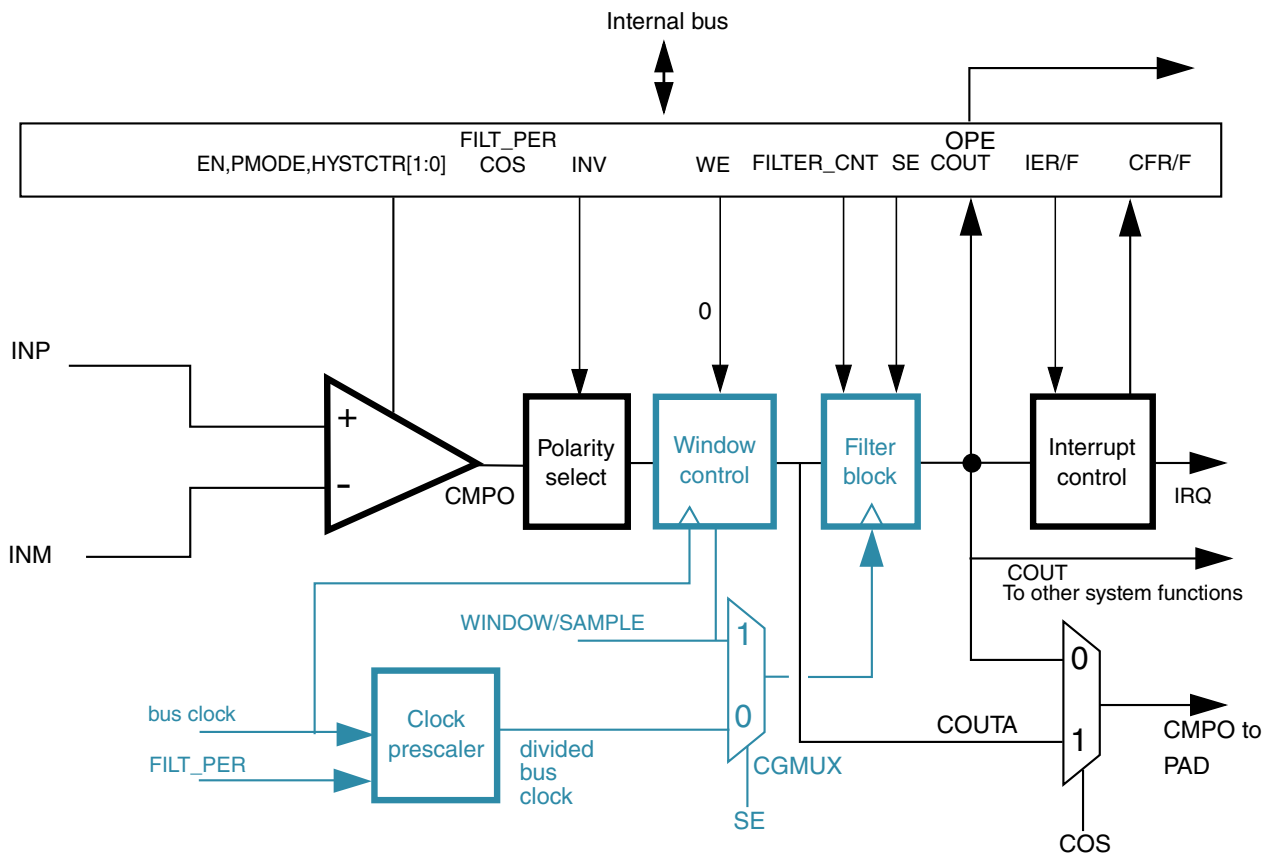 Internal bus
FILT_PER
OPE
EN,PMODE,HYSTCTR[1:0]
COS
INV
WE
FILTER_CNT
SE
COUT
IER/F
CFR/F
0
INP
+
-
INM
CMPO
Polarity
select
Window
control
Filter
block
Interrupt
control
IRQ
COUT
To other system functions
WINDOW/SAMPLE
1
0
CGMUX
SE
bus clock
FILT_PER
Clock
prescaler
divided
bus
clock
COUTA
0
1
CMPO to
PAD
COS